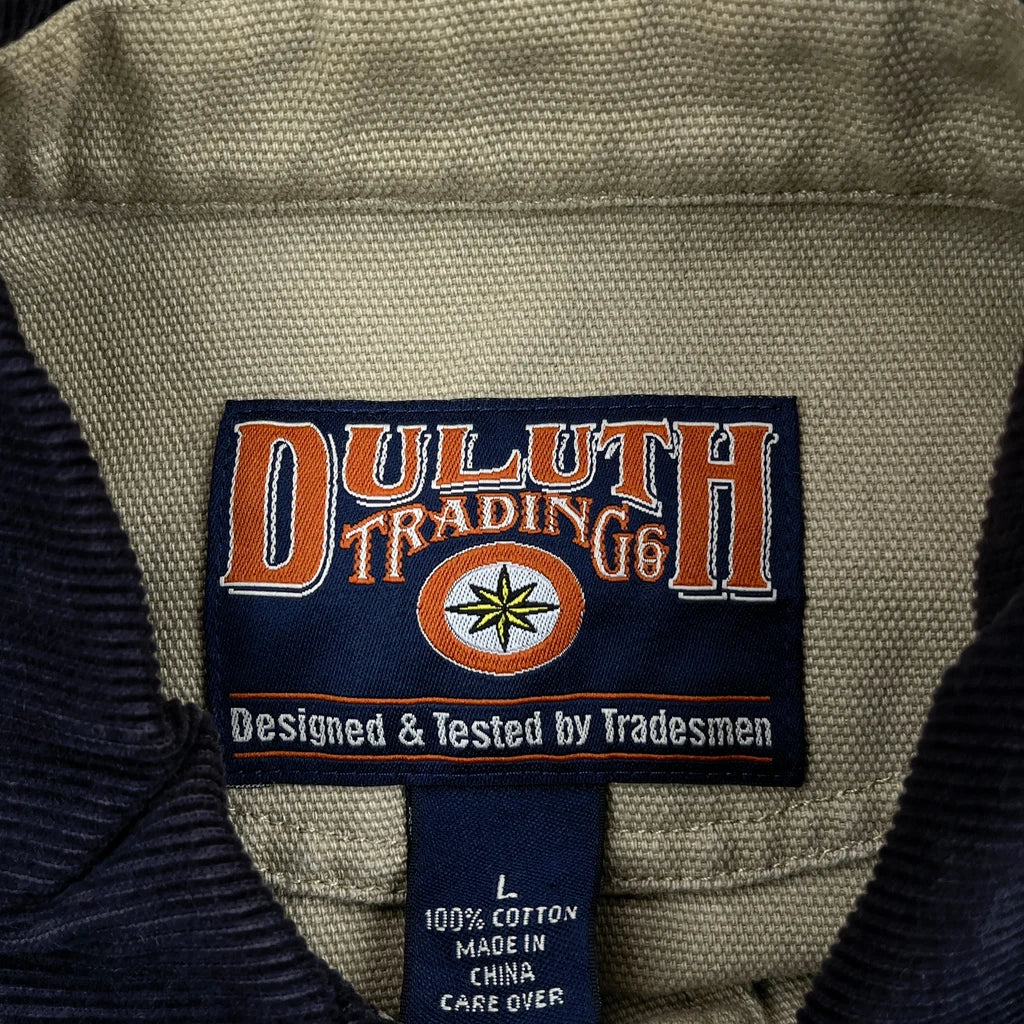 DULUTH
TRADING Co
Designed & Tested by Tradesmen
L
100% COTTON
MADE IN
CHINA
CARE OVER